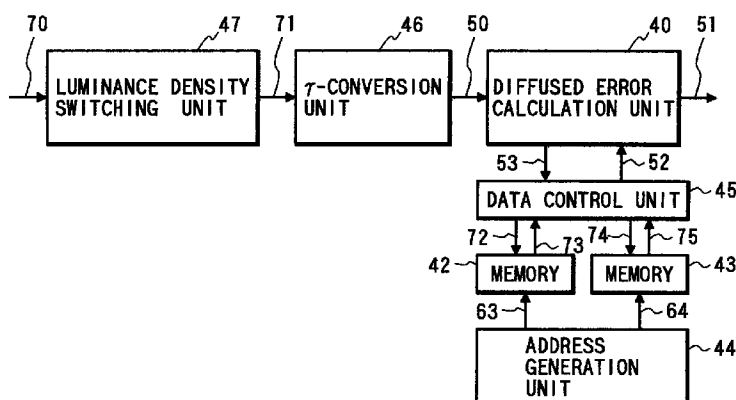 70
47
71
46
50
40
51
LUMINANCE DENSITY
SWITCHING UNIT
τ-CONVERSION
UNIT
DIFFUSED ERROR
CALCULATION UNIT
53
52
DATA CONTROL UNIT
45
72
73
74
75
42
MEMORY
MEMORY
43
63
64
ADDRESS
GENERATION
UNIT
44